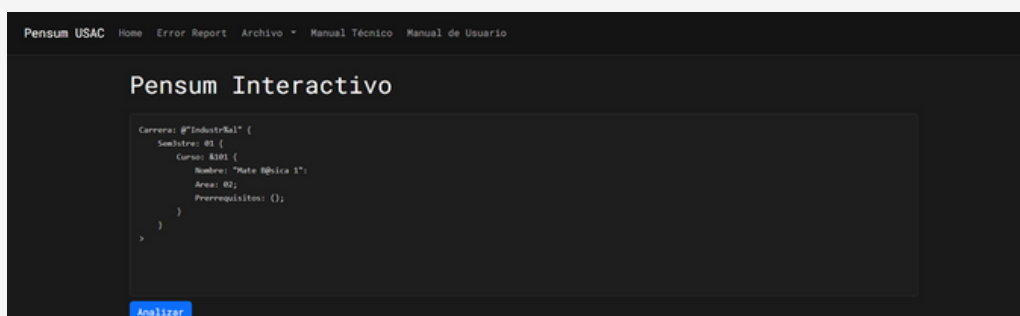 Pensum USAC Home Error Report Archivo Manual Técnico Manual de Usuario
Pensum Interactivo
Carrera: @"Industr%al" {
Sem3stre: 01 {
Curso: &101 {
Nombre: "Mate B@sica 1":
Area: 02;
Prerrequisitos: ();
}
}
>
Analizar